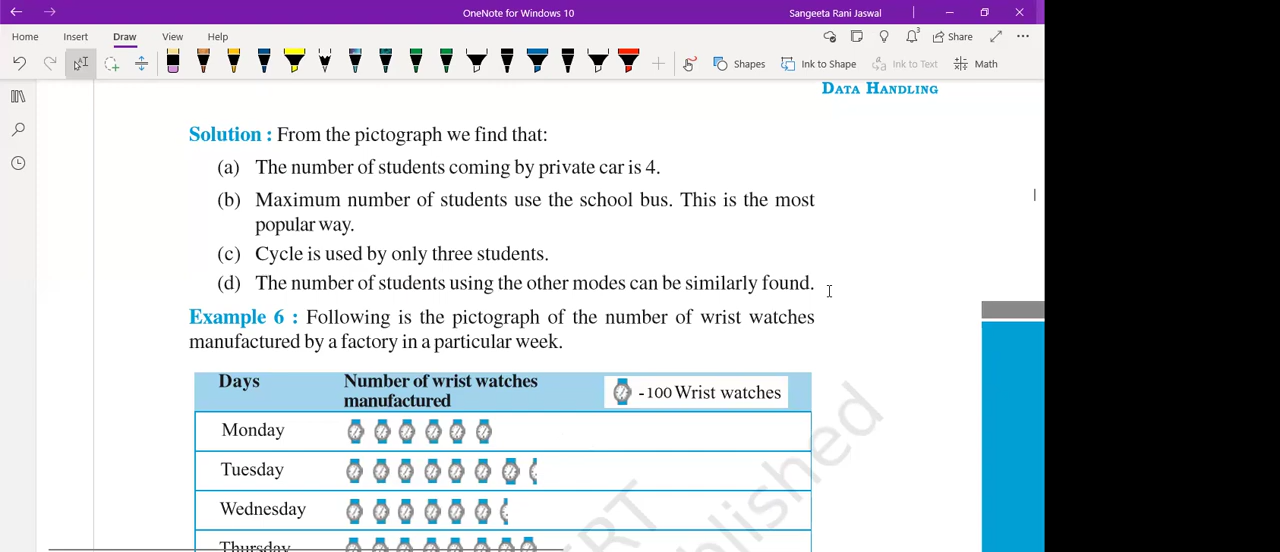 OneNote for Windows 10
Sangeeta Rani Jaswal
Home Insert Draw View Help
Share
Shapes Ink to Shape Ink to Text Math
DATA HANDLING
Solution : From the pictograph we find that:
(a) The number of students coming by private car is 4.
(b) Maximum number of students use the school bus. This is the most
popular way.
(c) Cycle is used by only three students.
(d) The number of students using the other modes can be similarly found.
Example 6 : Following is the pictograph of the number of wrist watches
manufactured by a factory in a particular week.
Days Number of wrist watches
manufactured
-100 Wrist watches
Monday
Tuesday
Wednesday
Thursday